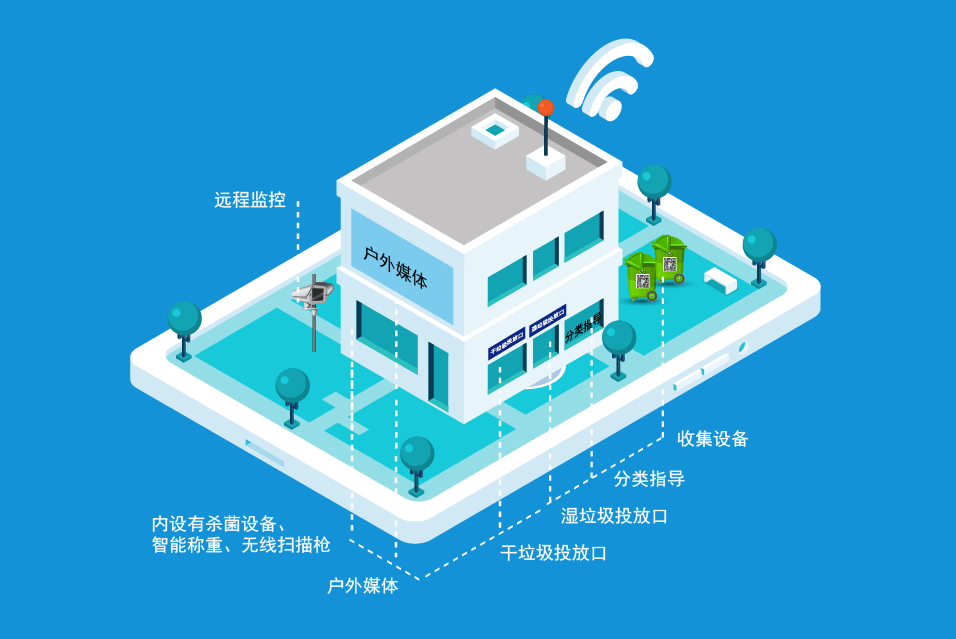 远程监控
户外媒体
干垃圾投放口
湿垃圾投放口
分类指导
收集设备
分类指导
湿垃圾投放口
干垃圾投放口
内设有杀菌设备、
智能称重、无线扫描枪
户外媒体